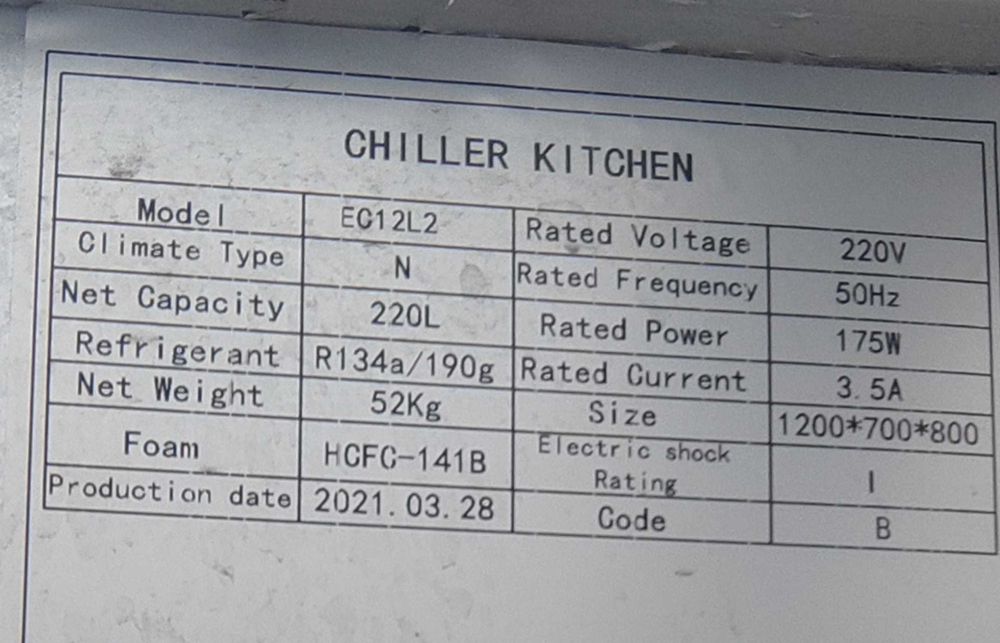 CHILLER KITCHEN
Model EC12L2 Rated Voltage 220V
Climate Type N Rated Frequency 50Hz
Net Capacity 220L Rated Power 175W
Refrigerant R134a/190g Rated Current 3.5A
Net Weight 52Kg Size 1200*700*800
Foam HCFC-141B Electric shock Rating I
Production date 2021.03.28 Code B